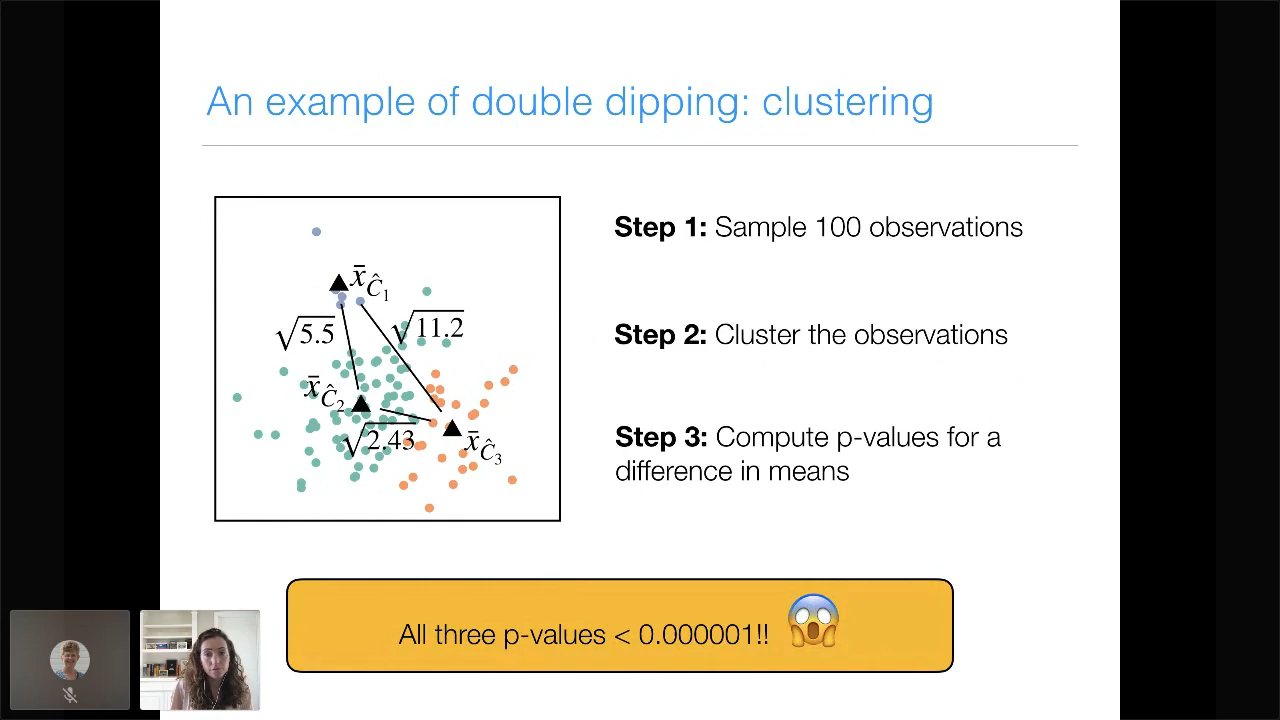 An example of double dipping: clustering
x̄_Ĉ₁
√5.5
√11.2
x̄_Ĉ₂
√2.43
x̄_Ĉ₃
Step 1: Sample 100 observations
Step 2: Cluster the observations
Step 3: Compute p-values for a
difference in means
All three p-values < 0.000001!! 😱